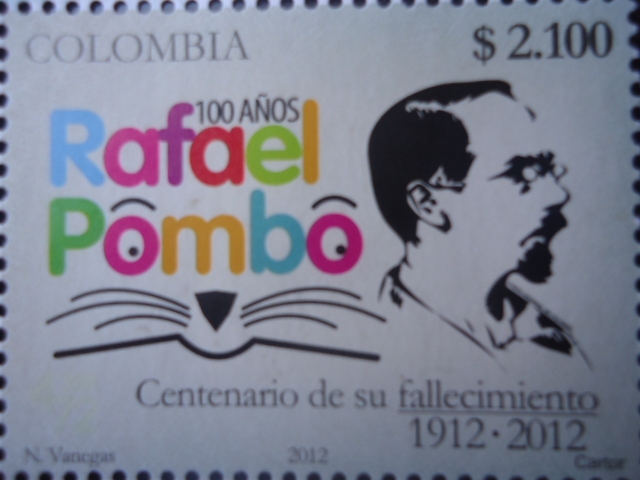 COLOMBIA
$ 2.100
100 AÑOS
Rafael
Pombo
Centenario de su fallecimiento
1912 · 2012
N. Vanegas
2012
Cartor